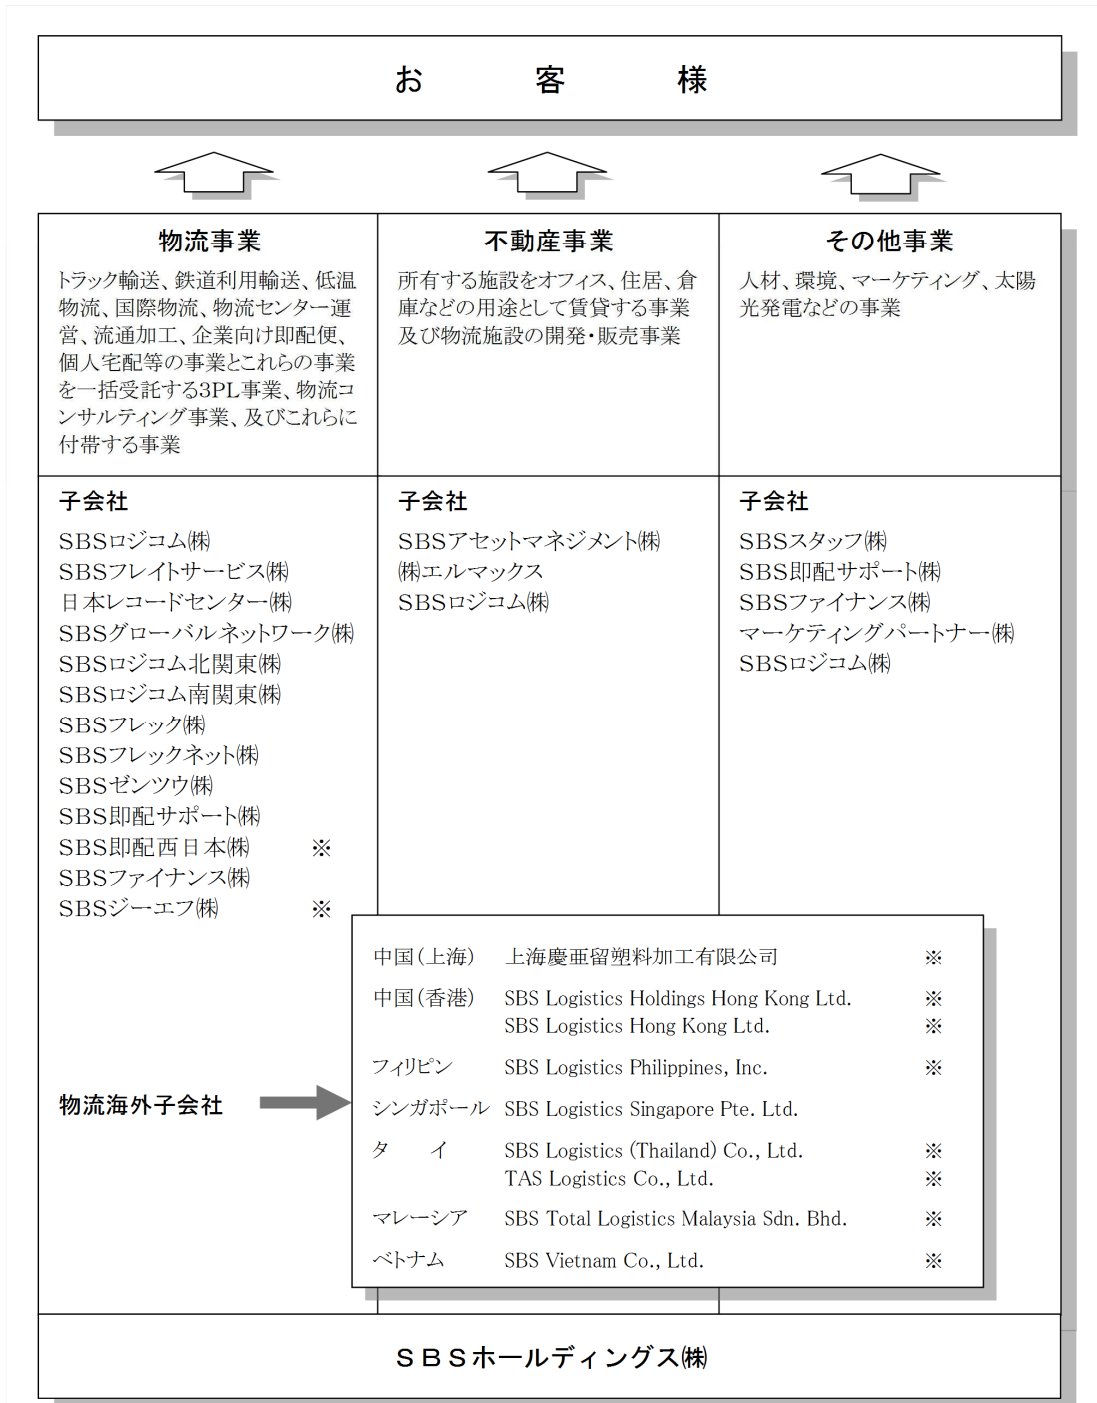 お客様
物流事業
トラック輸送、鉄道利用輸送、低温
物流、国際物流、物流センター運
営、流通加工、企業向け即配便、
個人宅配等の事業とこれらの事業
を一括受託する3PL事業、物流コ
ンサルティング事業、及びこれらに
付帯する事業
不動産事業
所有する施設をオフィス、住居、倉
庫などの用途として賃貸する事業
及び物流施設の開発・販売事業
その他事業
人材、環境、マーケティング、太陽
光発電などの事業
子会社
SBSロジコム㈱
SBSフレイトサービス㈱
日本レコードセンター㈱
SBSグローバルネットワーク㈱
SBSロジコム北関東㈱
SBSロジコム南関東㈱
SBSフレック㈱
SBSフレックネット㈱
SBSゼンツウ㈱
SBS即配サポート㈱
SBS即配西日本㈱ ※
SBSファイナンス㈱
SBSジーエフ㈱ ※
子会社
SBSアセットマネジメント㈱
㈱エルマックス
SBSロジコム㈱
子会社
SBSスタッフ㈱
SBS即配サポート㈱
SBSファイナンス㈱
マーケティングパートナー㈱
SBSロジコム㈱
物流海外子会社
中国(上海) 上海慶亜留塑料加工有限公司 ※
中国(香港) SBS Logistics Holdings Hong Kong Ltd. ※
SBS Logistics Hong Kong Ltd. ※
フィリピン SBS Logistics Philippines, Inc. ※
シンガポール SBS Logistics Singapore Pte. Ltd.
タイ SBS Logistics (Thailand) Co., Ltd. ※
TAS Logistics Co., Ltd. ※
マレーシア SBS Total Logistics Malaysia Sdn. Bhd. ※
ベトナム SBS Vietnam Co., Ltd. ※
SBSホールディングス㈱